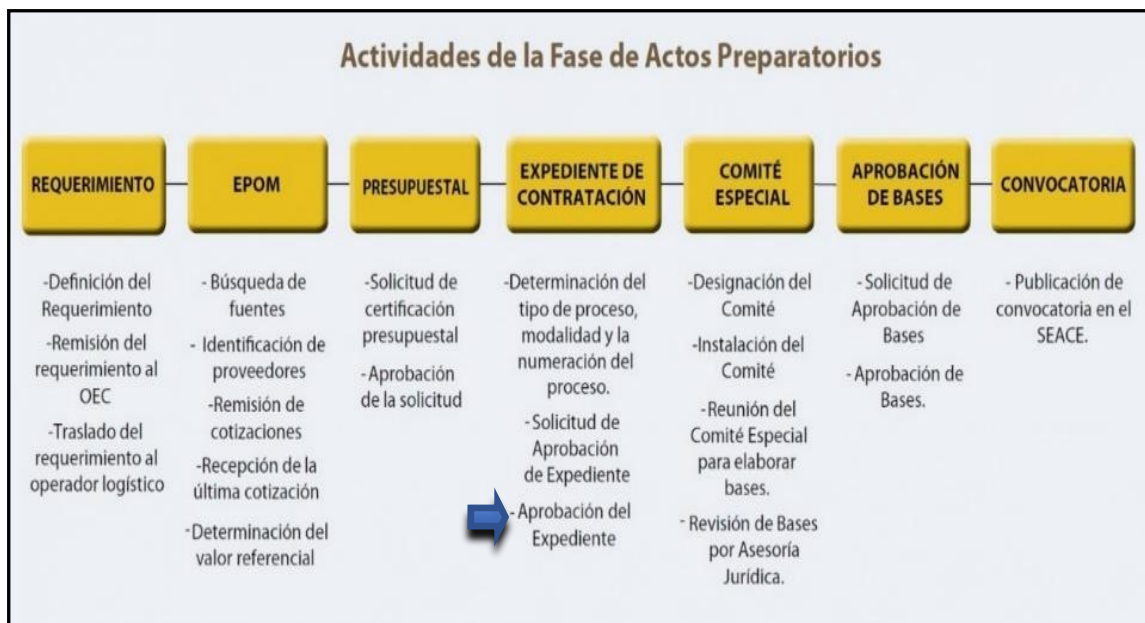 Actividades de la Fase de Actos Preparatorios
REQUERIMIENTO
-Definición del
Requerimiento
-Remisión del
requerimiento al
OEC
-Traslado del
requerimiento al
operador logístico
EPOM
- Búsqueda de
fuentes
- Identificación de
proveedores
-Remisión de
cotizaciones
-Recepción de la
última cotización
-Determinación del
valor referencial
PRESUPUESTAL
-Solicitud de
certificación
presupuestal
-Aprobación
de la solicitud
EXPEDIENTE DE
CONTRATACIÓN
-Determinación del
tipo de proceso,
modalidad y la
numeración del
proceso.
-Solicitud de
Aprobación
de Expediente
- Aprobación del
Expediente
COMITÉ
ESPECIAL
-Designación del
Comité
-Instalación del
Comité
-Reunión del
Comité Especial
para elaborar
bases.
- Revisión de Bases
por Asesoría
Jurídica.
APROBACIÓN
DE BASES
- Solicitud de
Aprobación de
Bases
- Aprobación de
Bases.
CONVOCATORIA
- Publicación de
convocatoria en el
SEACE.